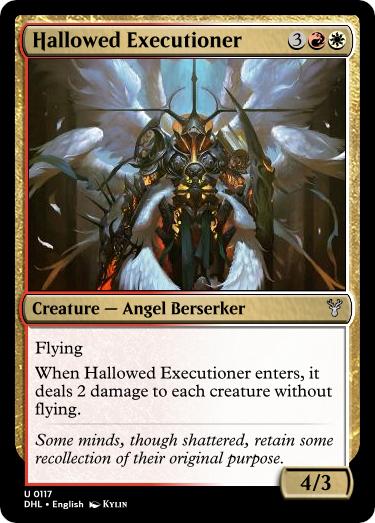 Hallowed Executioner 3
Creature — Angel Berserker
Flying
When Hallowed Executioner enters, it
deals 2 damage to each creature without
flying.
Some minds, though shattered, retain some
recollection of their original purpose.
4/3
U 0117
DHL • English Kylin